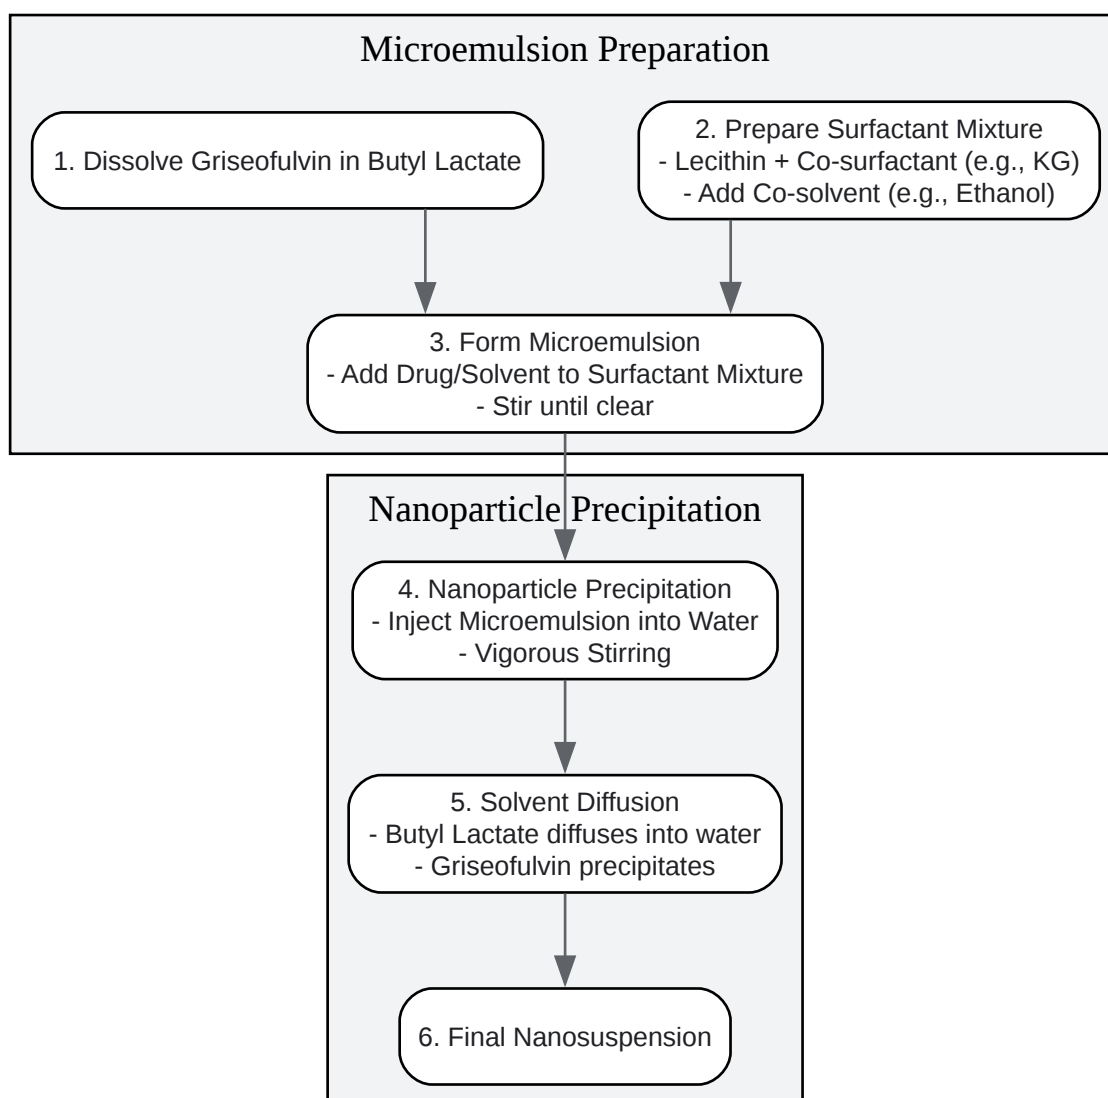 Microemulsion Preparation
1. Dissolve Griseofulvin in Butyl Lactate
2. Prepare Surfactant Mixture
- Lecithin + Co-surfactant (e.g., KG)
- Add Co-solvent (e.g., Ethanol)
3. Form Microemulsion
- Add Drug/Solvent to Surfactant Mixture
- Stir until clear
Nanoparticle Precipitation
4. Nanoparticle Precipitation
- Inject Microemulsion into Water
- Vigorous Stirring
5. Solvent Diffusion
- Butyl Lactate diffuses into water
- Griseofulvin precipitates
6. Final Nanosuspension